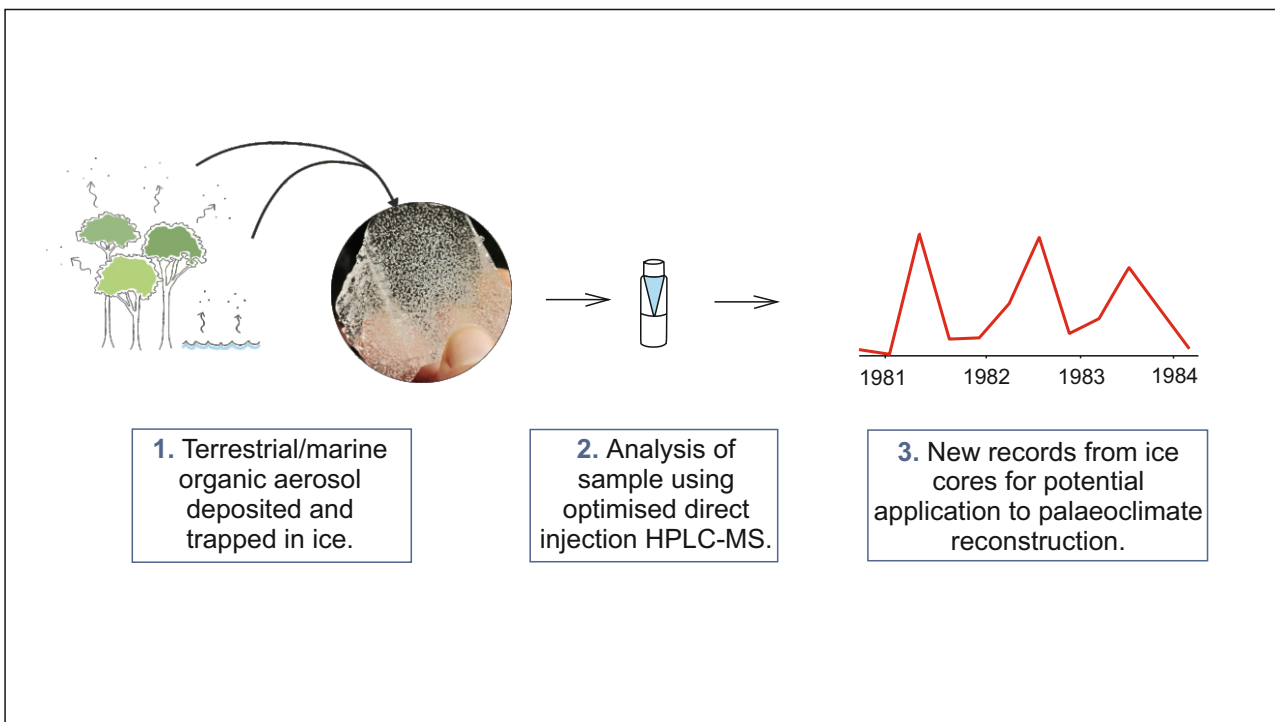 1981
1982
1983
1984
1. Terrestrial/marine
organic aerosol
deposited and
trapped in ice.
2. Analysis of
sample using
optimised direct
injection HPLC-MS.
3. New records from ice
cores for potential
application to palaeoclimate
reconstruction.